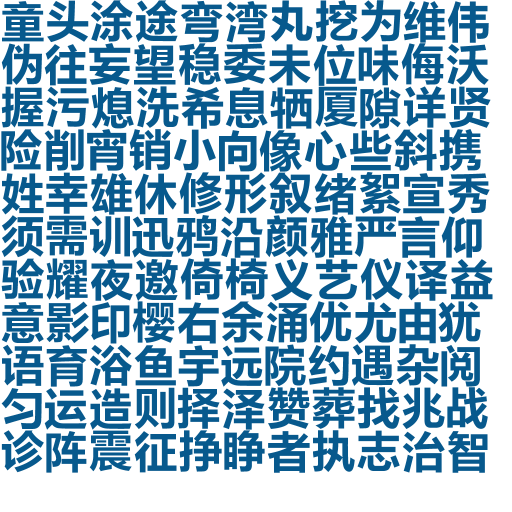 童头涂途弯湾丸挖为维伟
伪往妄望稳委未位味侮沃
握污熄洗希息牺厦隙详贤
险削宵销小向像心些斜携
姓幸雄休修形叙绪絮宣秀
须需训迅鸦沿颜雅严言仰
验耀夜邀倚椅义艺仪译益
意影印樱右余涌优尤由犹
语育浴鱼宇远院约遇杂阅
匀运造则择泽赞葬找兆战
诊阵震征挣睁者执志治智